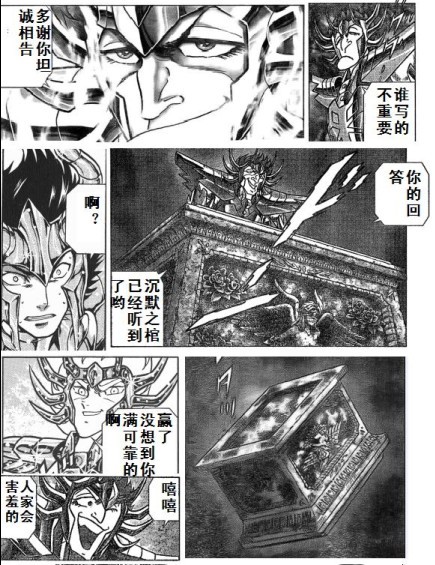 谁写的
不重要
多谢你坦
诚相告
你的回
答
沉默之棺
已经听到
了哟
啊？
赢了
没想到你
满可靠的
啊
嘻嘻
人家会
害羞的